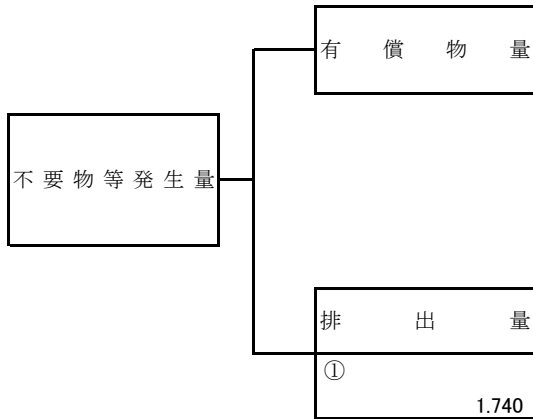 有償物量
不要物等発生量
排出量
①
1.740